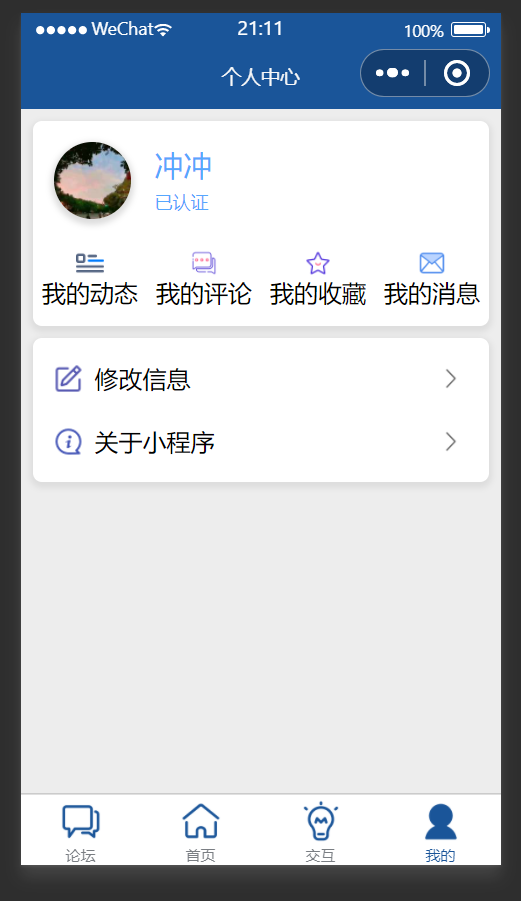 WeChat 21:11 100%
个人中心
冲冲
已认证
我的动态 我的评论 我的收藏 我的消息
修改信息
关于小程序
论坛 首页 交互 我的